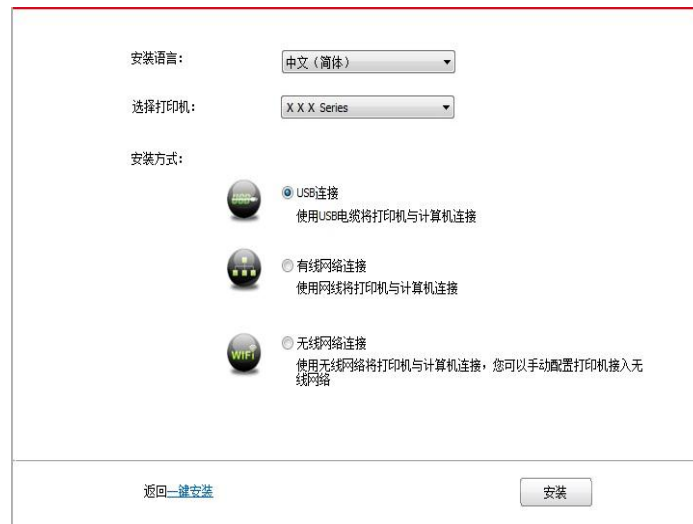 安装语言: 中文（简体）
选择打印机: X X X Series
安装方式:
USB
USB连接
使用USB电缆将打印机与计算机连接
有线网络连接
使用网线将打印机与计算机连接
WiFi
无线网络连接
使用无线网络将打印机与计算机连接，您可以手动配置打印机接入无
线网络
返回一键安装 安装